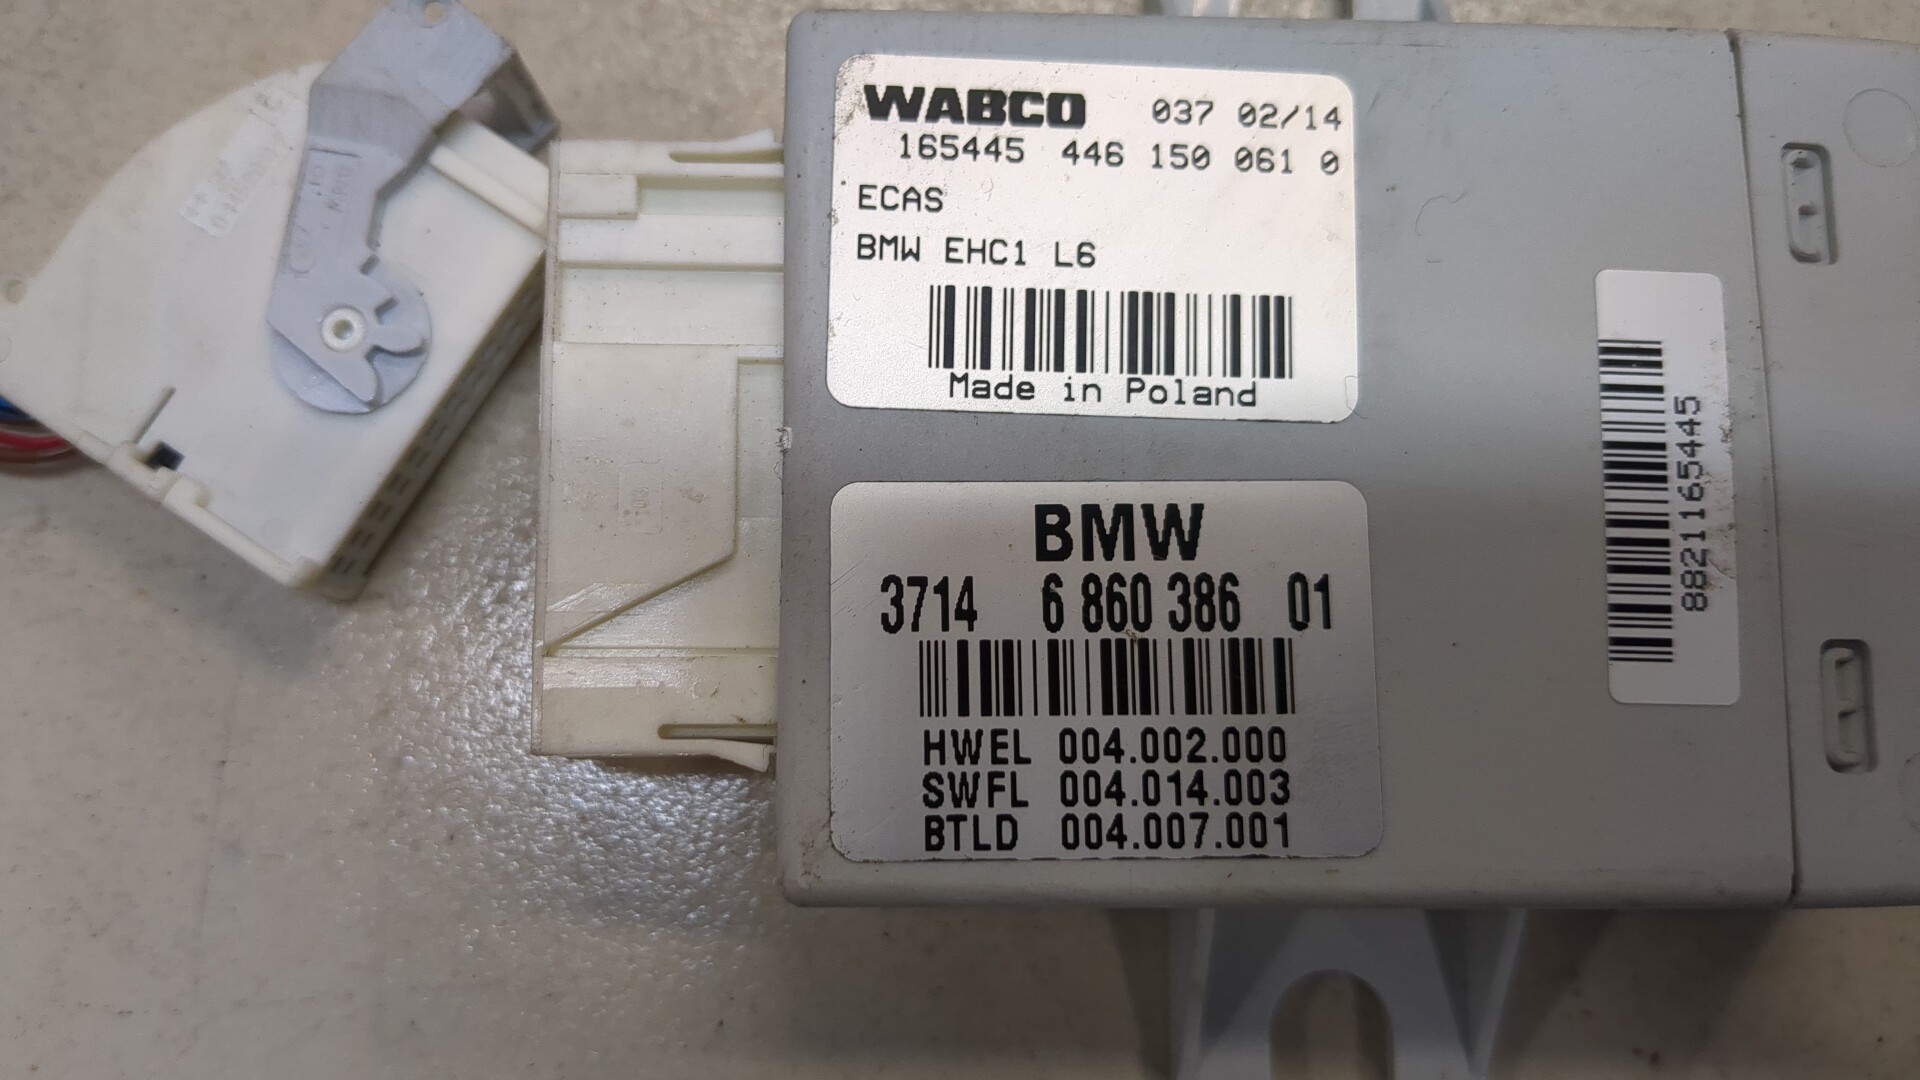 WABCO 037 02/14
165445 446 150 061 0
ECAS
BMW EHC1 L6
Made in Poland
BMW
3714 6 860 386 01
HWEL 004.002.000
SWFL 004.014.003
BTLD 004.007.001
8821165445